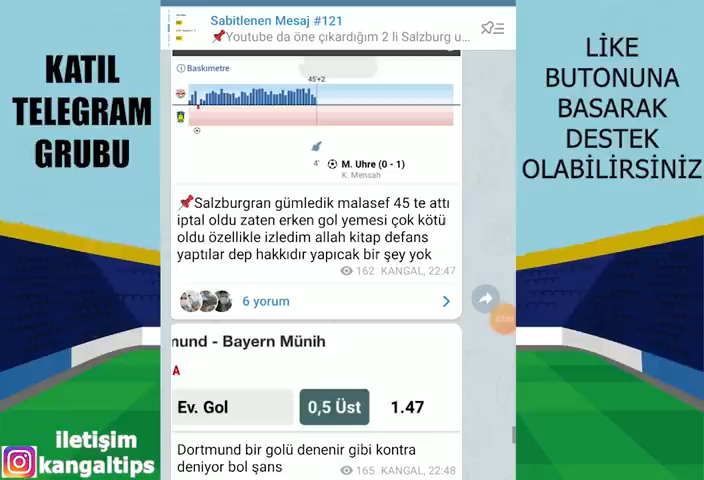 KATIL
TELEGRAM
GRUBU
iletişim
kangaltips
Sabitlenen Mesaj #121
📌Youtube da öne çıkardığım 2 li Salzburg u...
Baskımetre
45'+2
4' M. Uhre (0 - 1)
K. Mensah
📌Salzburgran gümledik malasef 45 te attı
iptal oldu zaten erken gol yemesi çok kötü
oldu özellikle izledim allah kitap defans
yaptılar dep hakkıdır yapıcak bir şey yok
162 KANGAL, 22:47
6 yorum
nund - Bayern Münih
A
Ev. Gol 0,5 Üst 1.47
Dortmund bir golü denenir gibi kontra
deniyor bol şans
165 KANGAL, 22:48
LİKE
BUTONUNA
BASARAK
DESTEK
OLABİLİRSİNİZ